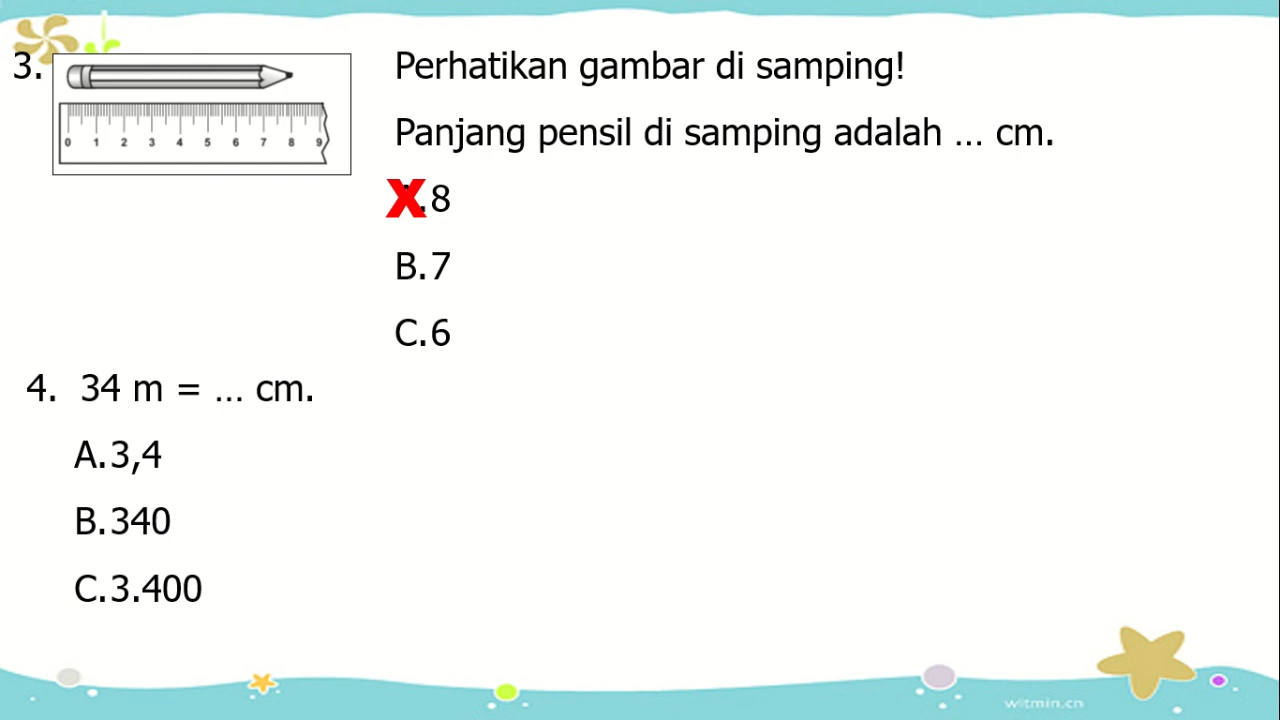 3.
0 1 2 3 4 5 6 7 8 9
Perhatikan gambar di samping!
Panjang pensil di samping adalah ... cm.
X.8
B.7
C.6
4. 34 m = ... cm.
A.3,4
B.340
C.3.400
witmin.cn